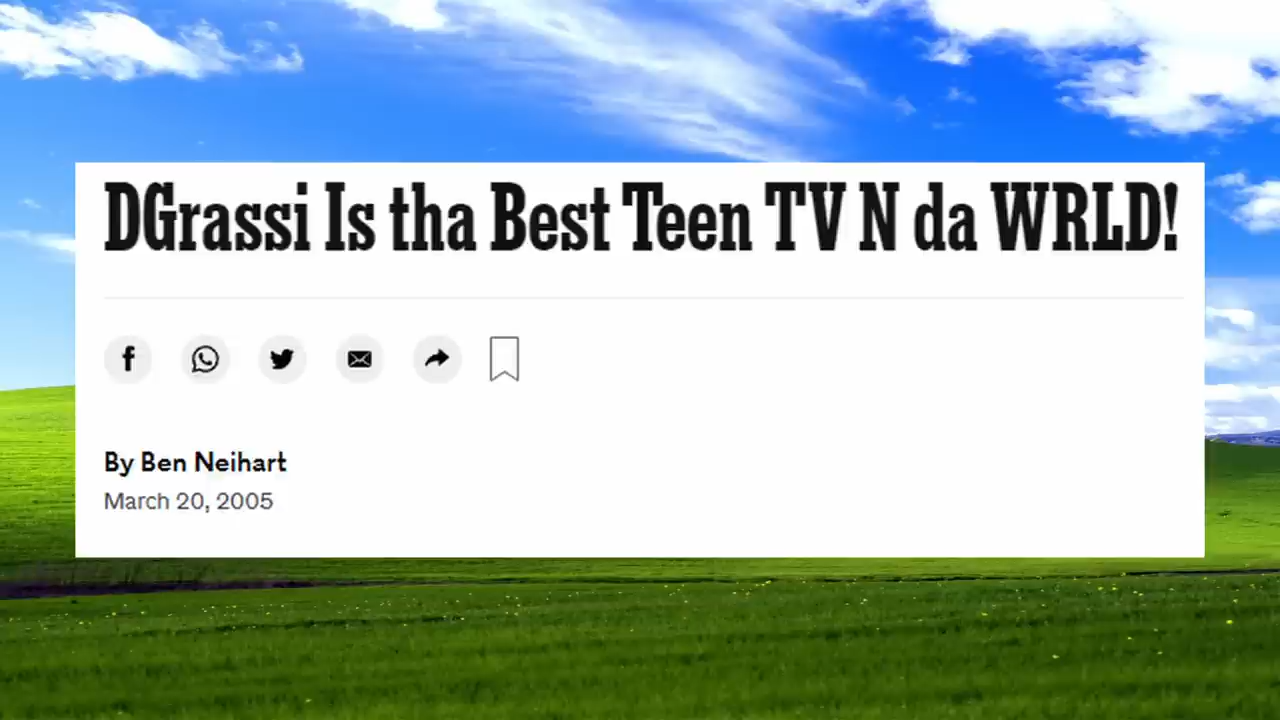 DGrassi Is tha Best Teen TV N da WRLD!
By Ben Neihart
March 20, 2005